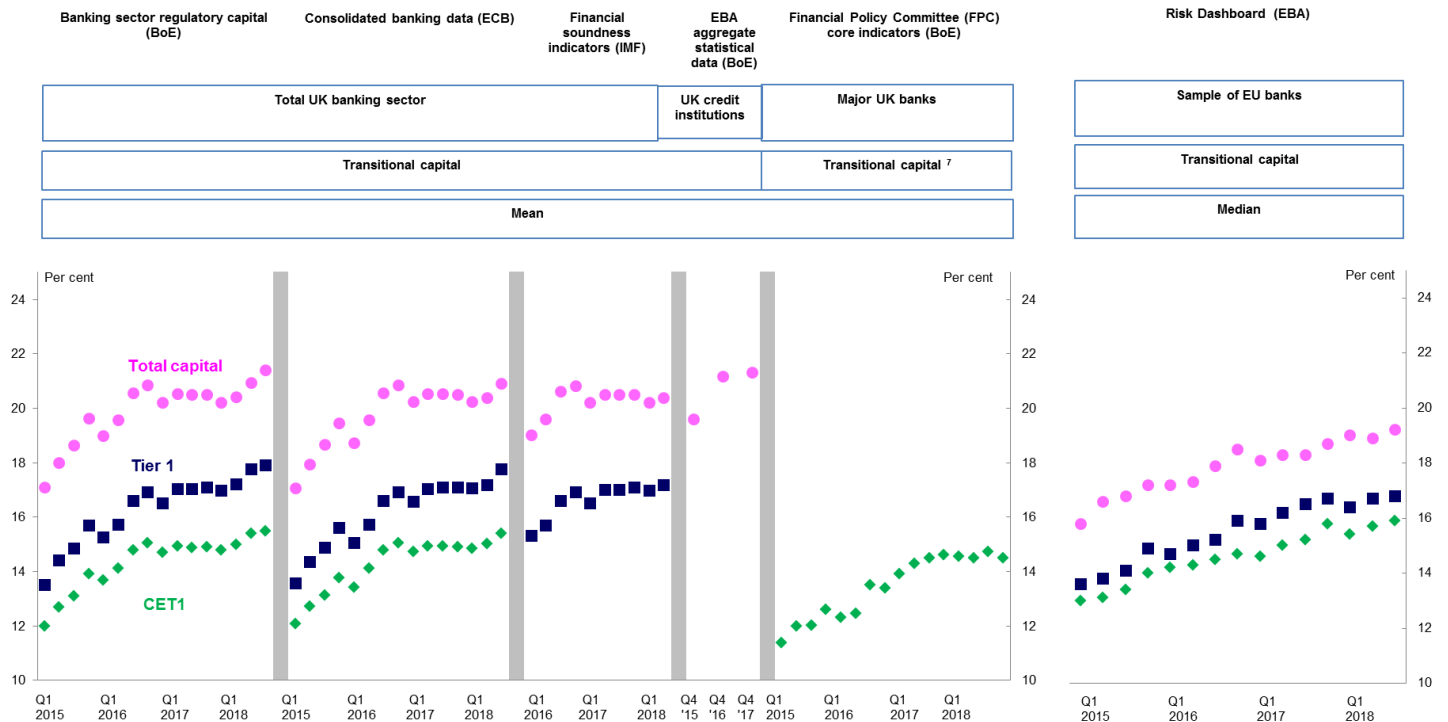 Banking sector regulatory capital
(BoE)
Consolidated banking data (ECB)
Financial
soundness
indicators (IMF)
EBA
aggregate
statistical
data (BoE)
Financial Policy Committee (FPC)
core indicators (BoE)
Risk Dashboard (EBA)
Total UK banking sector
UK credit
institutions
Major UK banks
Sample of EU banks
Transitional capital
Transitional capital 7
Transitional capital
Mean
Median
Per cent
Per cent
Per cent
24
22
20
18
16
14
12
10
Total capital
Tier 1
CET1
24
22
20
18
16
14
12
10
24
22
20
18
16
14
12
10
Q1
2015
Q1
2016
Q1
2017
Q1
2018
Q1
2015
Q1
2016
Q1
2017
Q1
2018
Q1
2016
Q1
2017
Q1
2018
Q4
'15
Q4
'16
Q4
'17
Q1
2015
Q1
2016
Q1
2017
Q1
2018
Q1
2015
Q1
2016
Q1
2017
Q1
2018